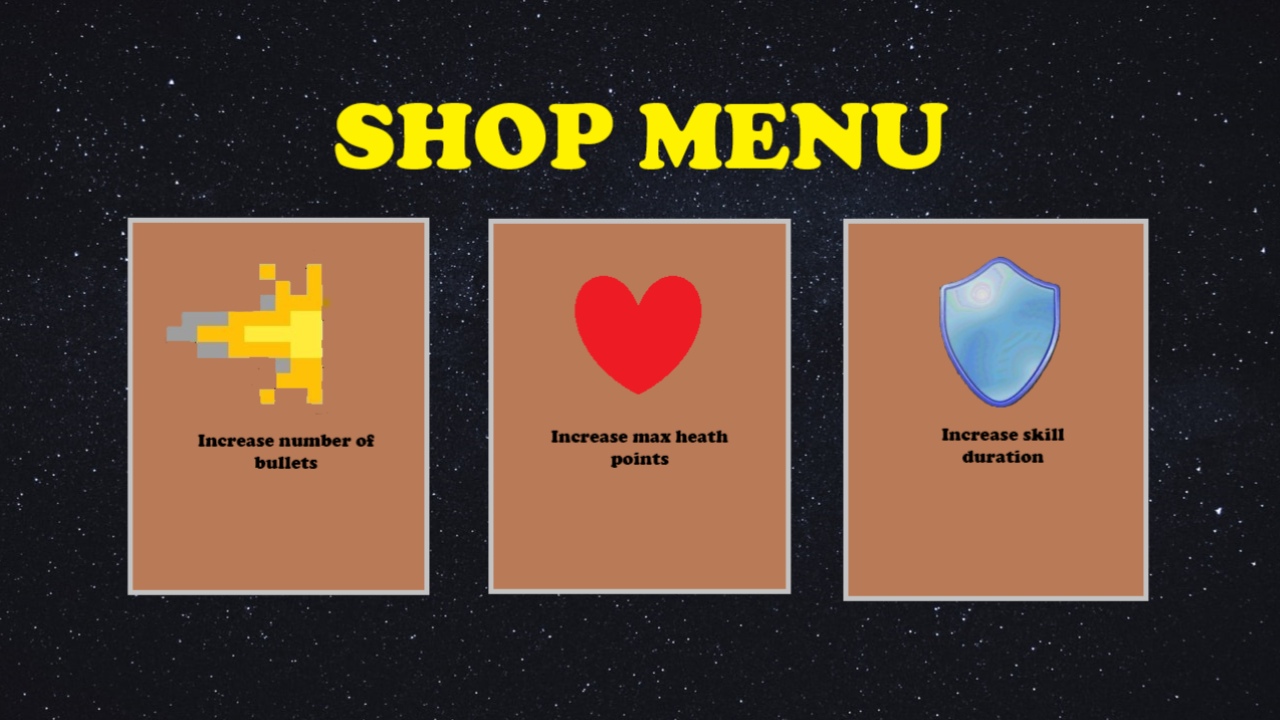 SHOP MENU
Increase number of
bullets
Increase max heath
points
Increase skill
duration